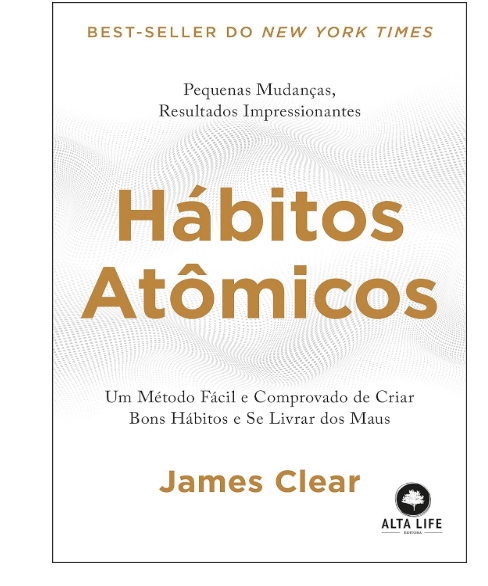 BEST-SELLER DO NEW YORK TIMES
Pequenas Mudanças,
Resultados Impressionantes
Hábitos
Atômicos
Um Método Fácil e Comprovado de Criar
Bons Hábitos e Se Livrar dos Maus
James Clear
ALTA LIFE
EDITORA